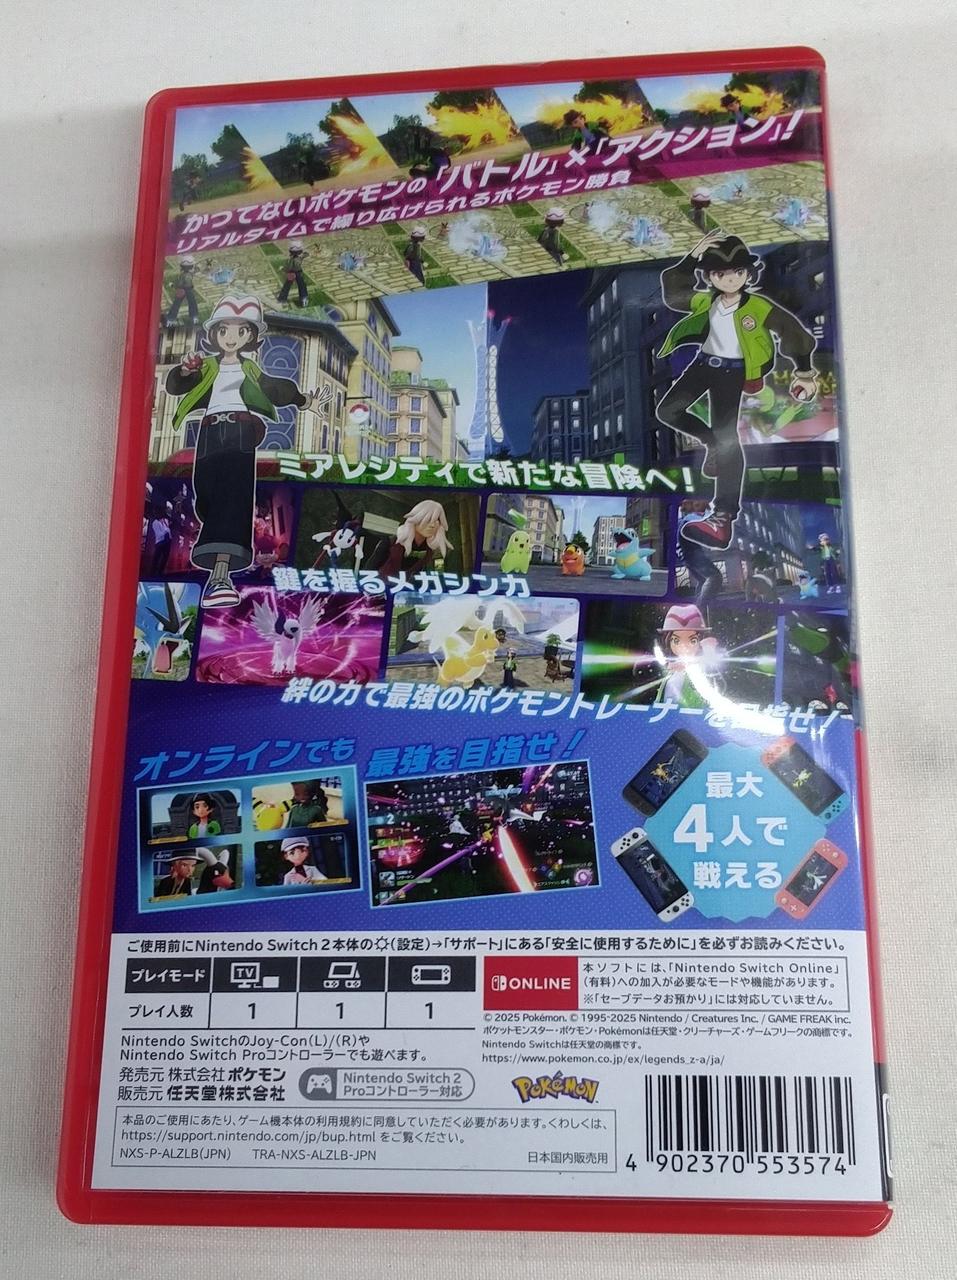 かつてないポケモンの「バトル」×「アクション」!
リアルタイムで繰り広げられるポケモン勝負
ミアレシティで新たな冒険へ!
鍵を握るメガシンカ
絆の力で最強のポケモントレーナーを目指せ!
オンラインでも 最強を目指せ!
最大
4人で
戦える
ご使用前にNintendo Switch 2本体の(設定)→「サポート」にある「安全に使用するために」を必ずお読みください。
プレイモード TV
プレイ人数 1 1 1
ONLINE
本ソフトには、「Nintendo Switch Online」
(有料)への加入が必要なモードや機能があります。
※「セーブデータお預かり」には対応していません。
Nintendo SwitchのJoy-Con(L)/(R)や
Nintendo Switch Proコントローラーでも遊べます。
© 2025 Pokémon. © 1995-2025 Nintendo / Creatures Inc. / GAME FREAK inc.
ポケットモンスター・ポケモン・Pokémonは任天堂・クリーチャーズ・ゲームフリークの商標です。
Nintendo Switchは任天堂の商標です。
https://www.pokemon.co.jp/ex/legends_z-a/ja/
発売元 株式会社ポケモン
販売元 任天堂株式会社
Nintendo Switch 2
Proコントローラー対応
POKéMON
本品のご使用にあたり、ゲーム機本体の利用規約に同意していただく必要があります。くわしくは、
https://support.nintendo.com/jp/bup.html をご覧ください。
NXS-P-ALZLB(JPN) TRA-NXS-ALZLB-JPN
日本国内販売用
4 902370 553574